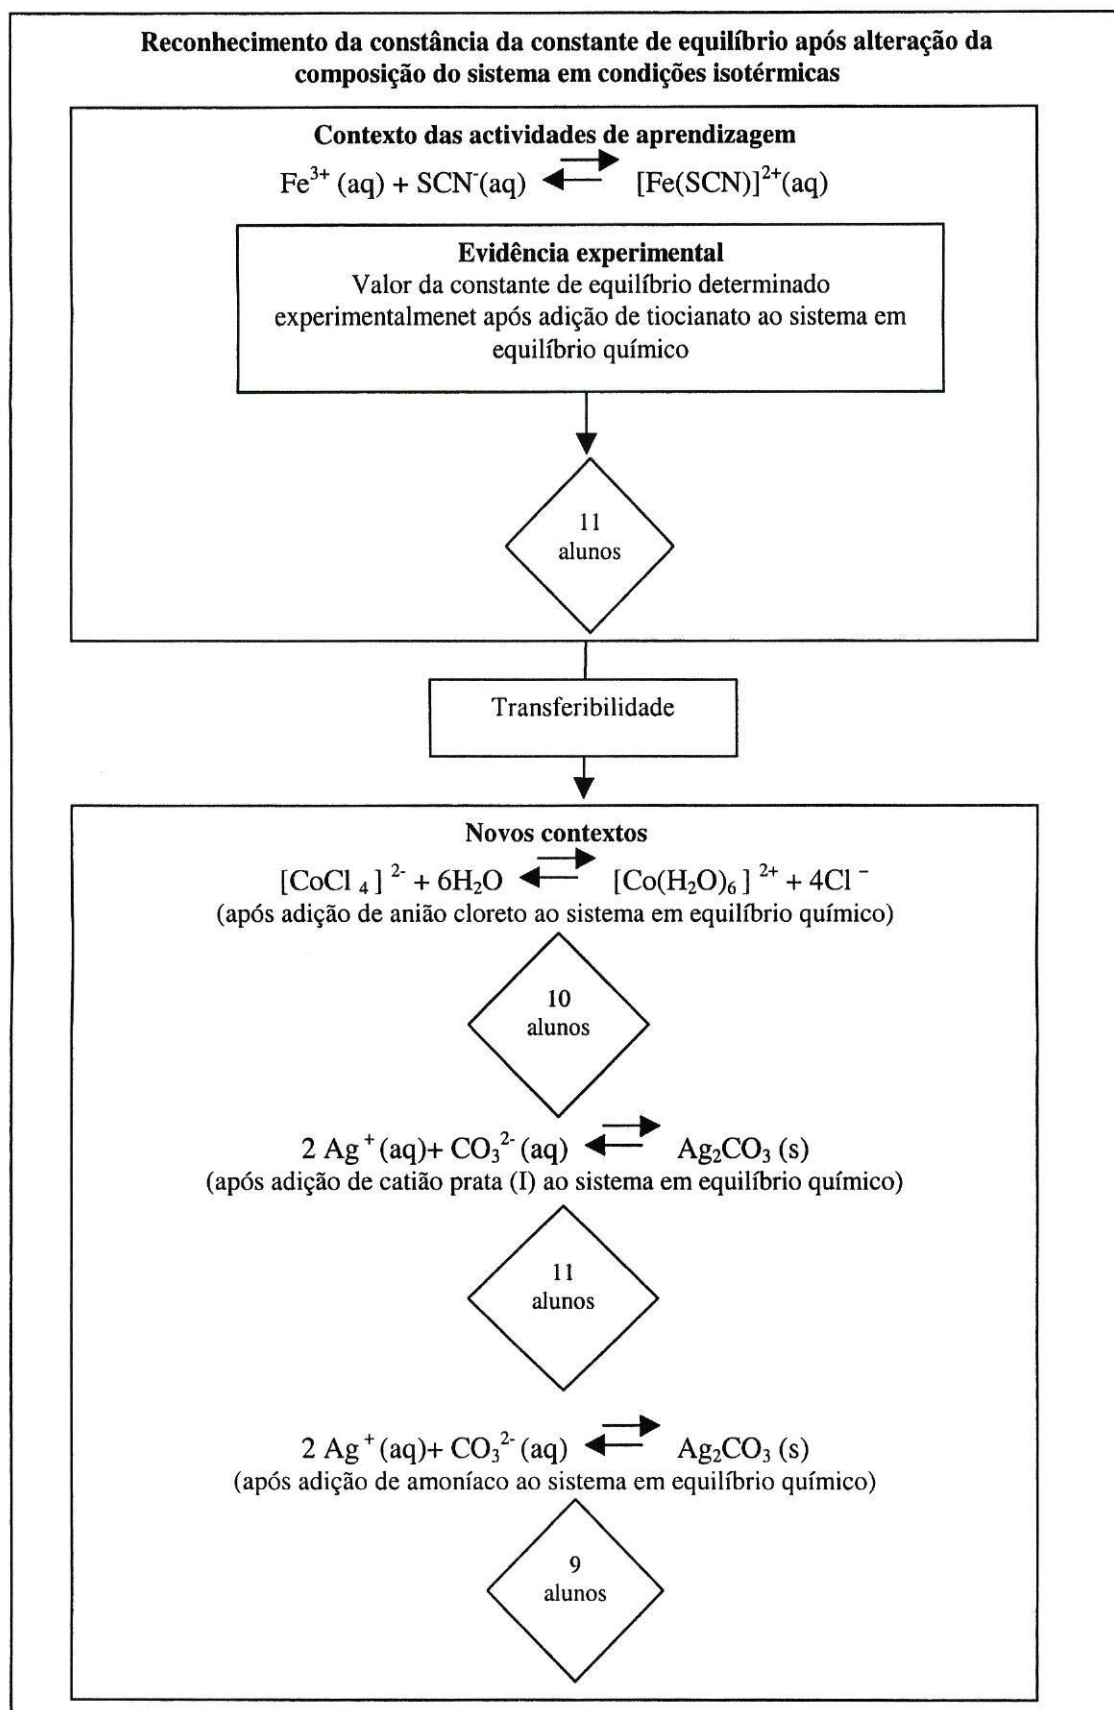 Reconhecimento da constância da constante de equilíbrio após alteração da
composição do sistema em condições isotérmicas
Contexto das actividades de aprendizagem
Fe³⁺ (aq) + SCN⁻(aq) ⇄ [Fe(SCN)]²⁺(aq)
Evidência experimental
Valor da constante de equilíbrio determinado
experimentalmenet após adição de tiocianato ao sistema em
equilíbrio químico
11
alunos
Transferibilidade
Novos contextos
[CoCl ₄ ] ²⁻ + 6H₂O ⇄ [Co(H₂O)₆ ] ²⁺ + 4Cl ⁻
(após adição de anião cloreto ao sistema em equilíbrio químico)
10
alunos
2 Ag ⁺ (aq)+ CO₃²⁻ (aq) ⇄ Ag₂CO₃ (s)
(após adição de catião prata (I) ao sistema em equilíbrio químico)
11
alunos
2 Ag ⁺ (aq)+ CO₃²⁻ (aq) ⇄ Ag₂CO₃ (s)
(após adição de amoníaco ao sistema em equilíbrio químico)
9
alunos